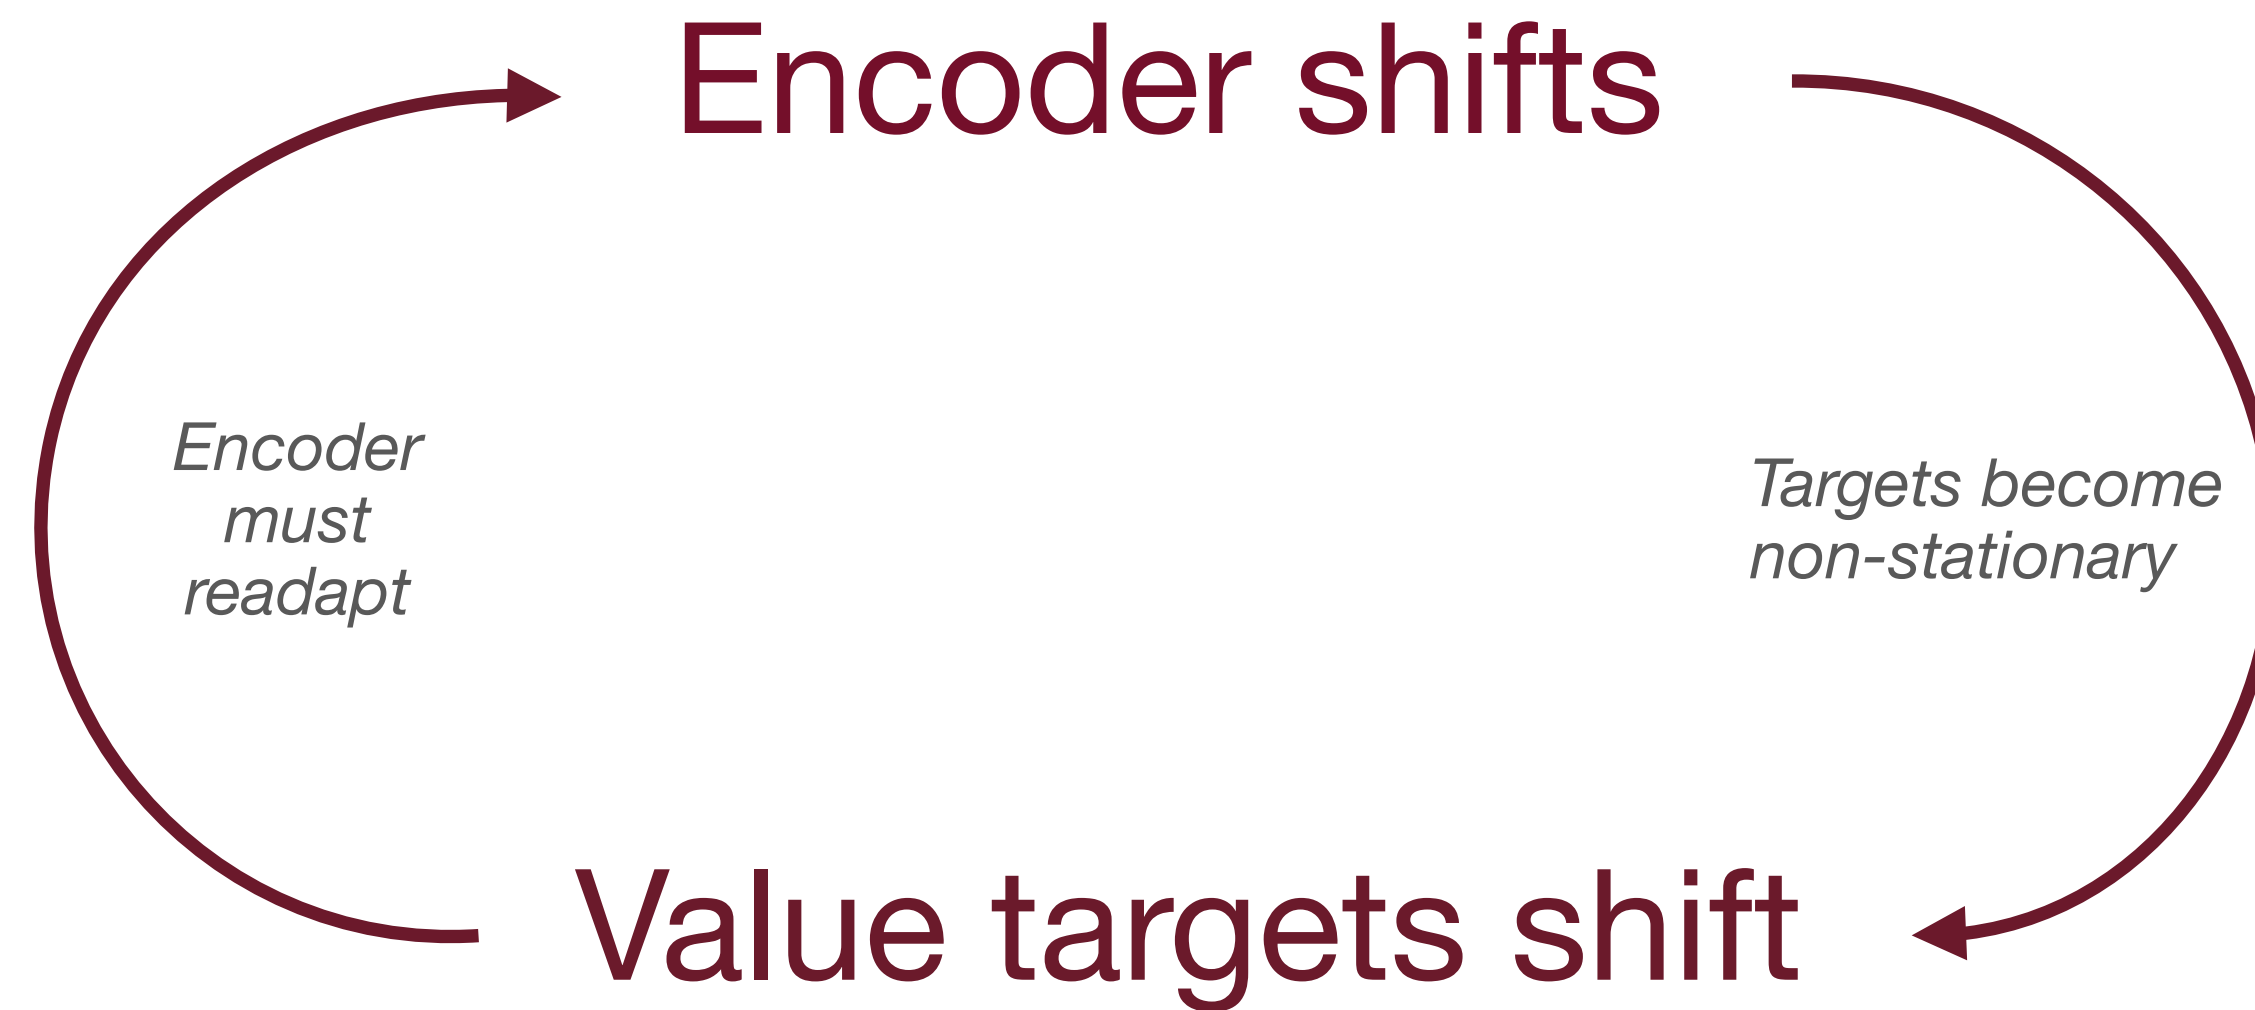 Encoder shifts
Encoder
must
readapt
Targets become
non-stationary
Value targets shift